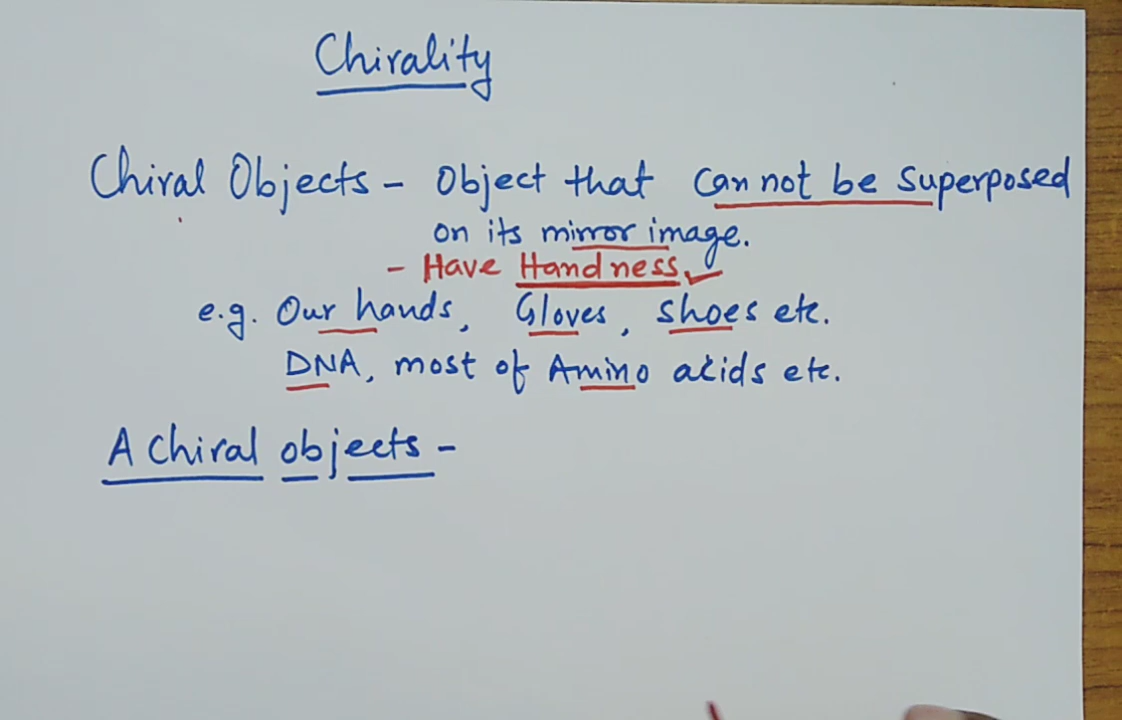 Chirality
Chiral Objects - Object that can not be superposed
on its mirror image.
- Have Handness ✓
e.g. Our hands, Gloves, shoes etc.
DNA, most of Amino acids etc.
A chiral objects -